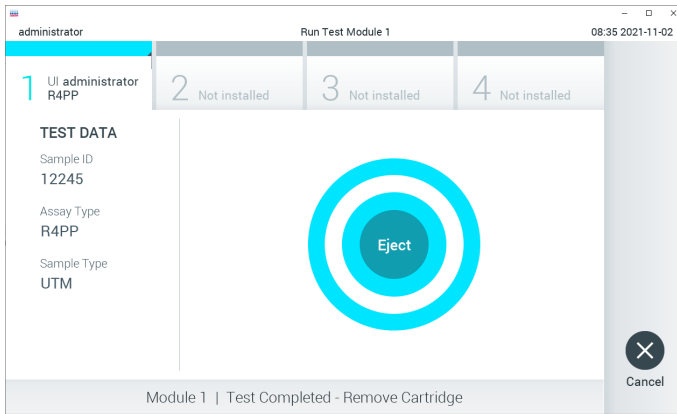 administrator
Run Test Module 1
08:35 2021-11-02
1 UI administrator
R4PP
2 Not installed
3 Not installed
4 Not installed
TEST DATA
Sample ID
12245
Assay Type
R4PP
Sample Type
UTM
Eject
Cancel
Module 1 | Test Completed - Remove Cartridge